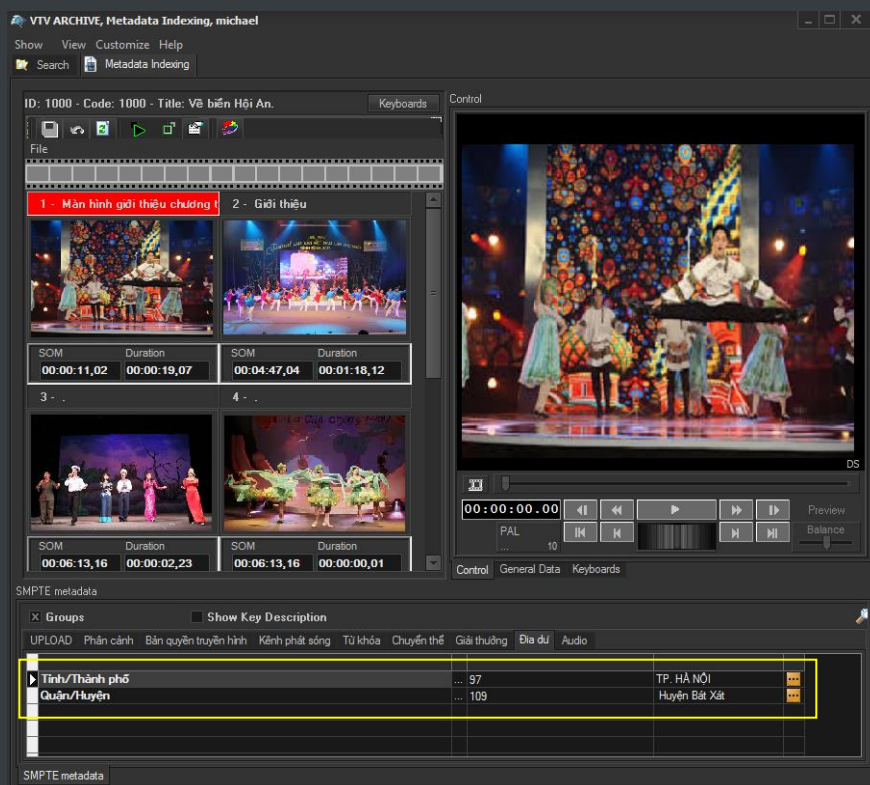 VTV ARCHIVE, Metadata Indexing, michael
Show View Customize Help
Search Metadata Indexing
ID: 1000 - Code: 1000 - Title: Về biển Hội An. Keyboards
File
1 - Màn hình giới thiệu chương t
2 - Giới thiệu
SOM Duration
00:00:11,02 00:00:19,07
SOM Duration
00:04:47,04 00:01:18,12
3 - .
4 - .
SOM Duration
00:06:13,16 00:00:02,23
SOM Duration
00:06:13,16 00:00:00,01
Control
DS
00:00:00.00
Preview
PAL
... 10
Balance
Control General Data Keyboards
SMPTE metadata
Groups Show Key Description
UPLOAD Phân cảnh Bản quyền truyền hình Kênh phát sóng Từ khóa Chuyển thể Giải thưởng Địa dư Audio
Tỉnh/Thành phố ... 97 TP. HÀ NỘI ...
Quận/Huyện ... 109 Huyện Bát Xát ...
SMPTE metadata